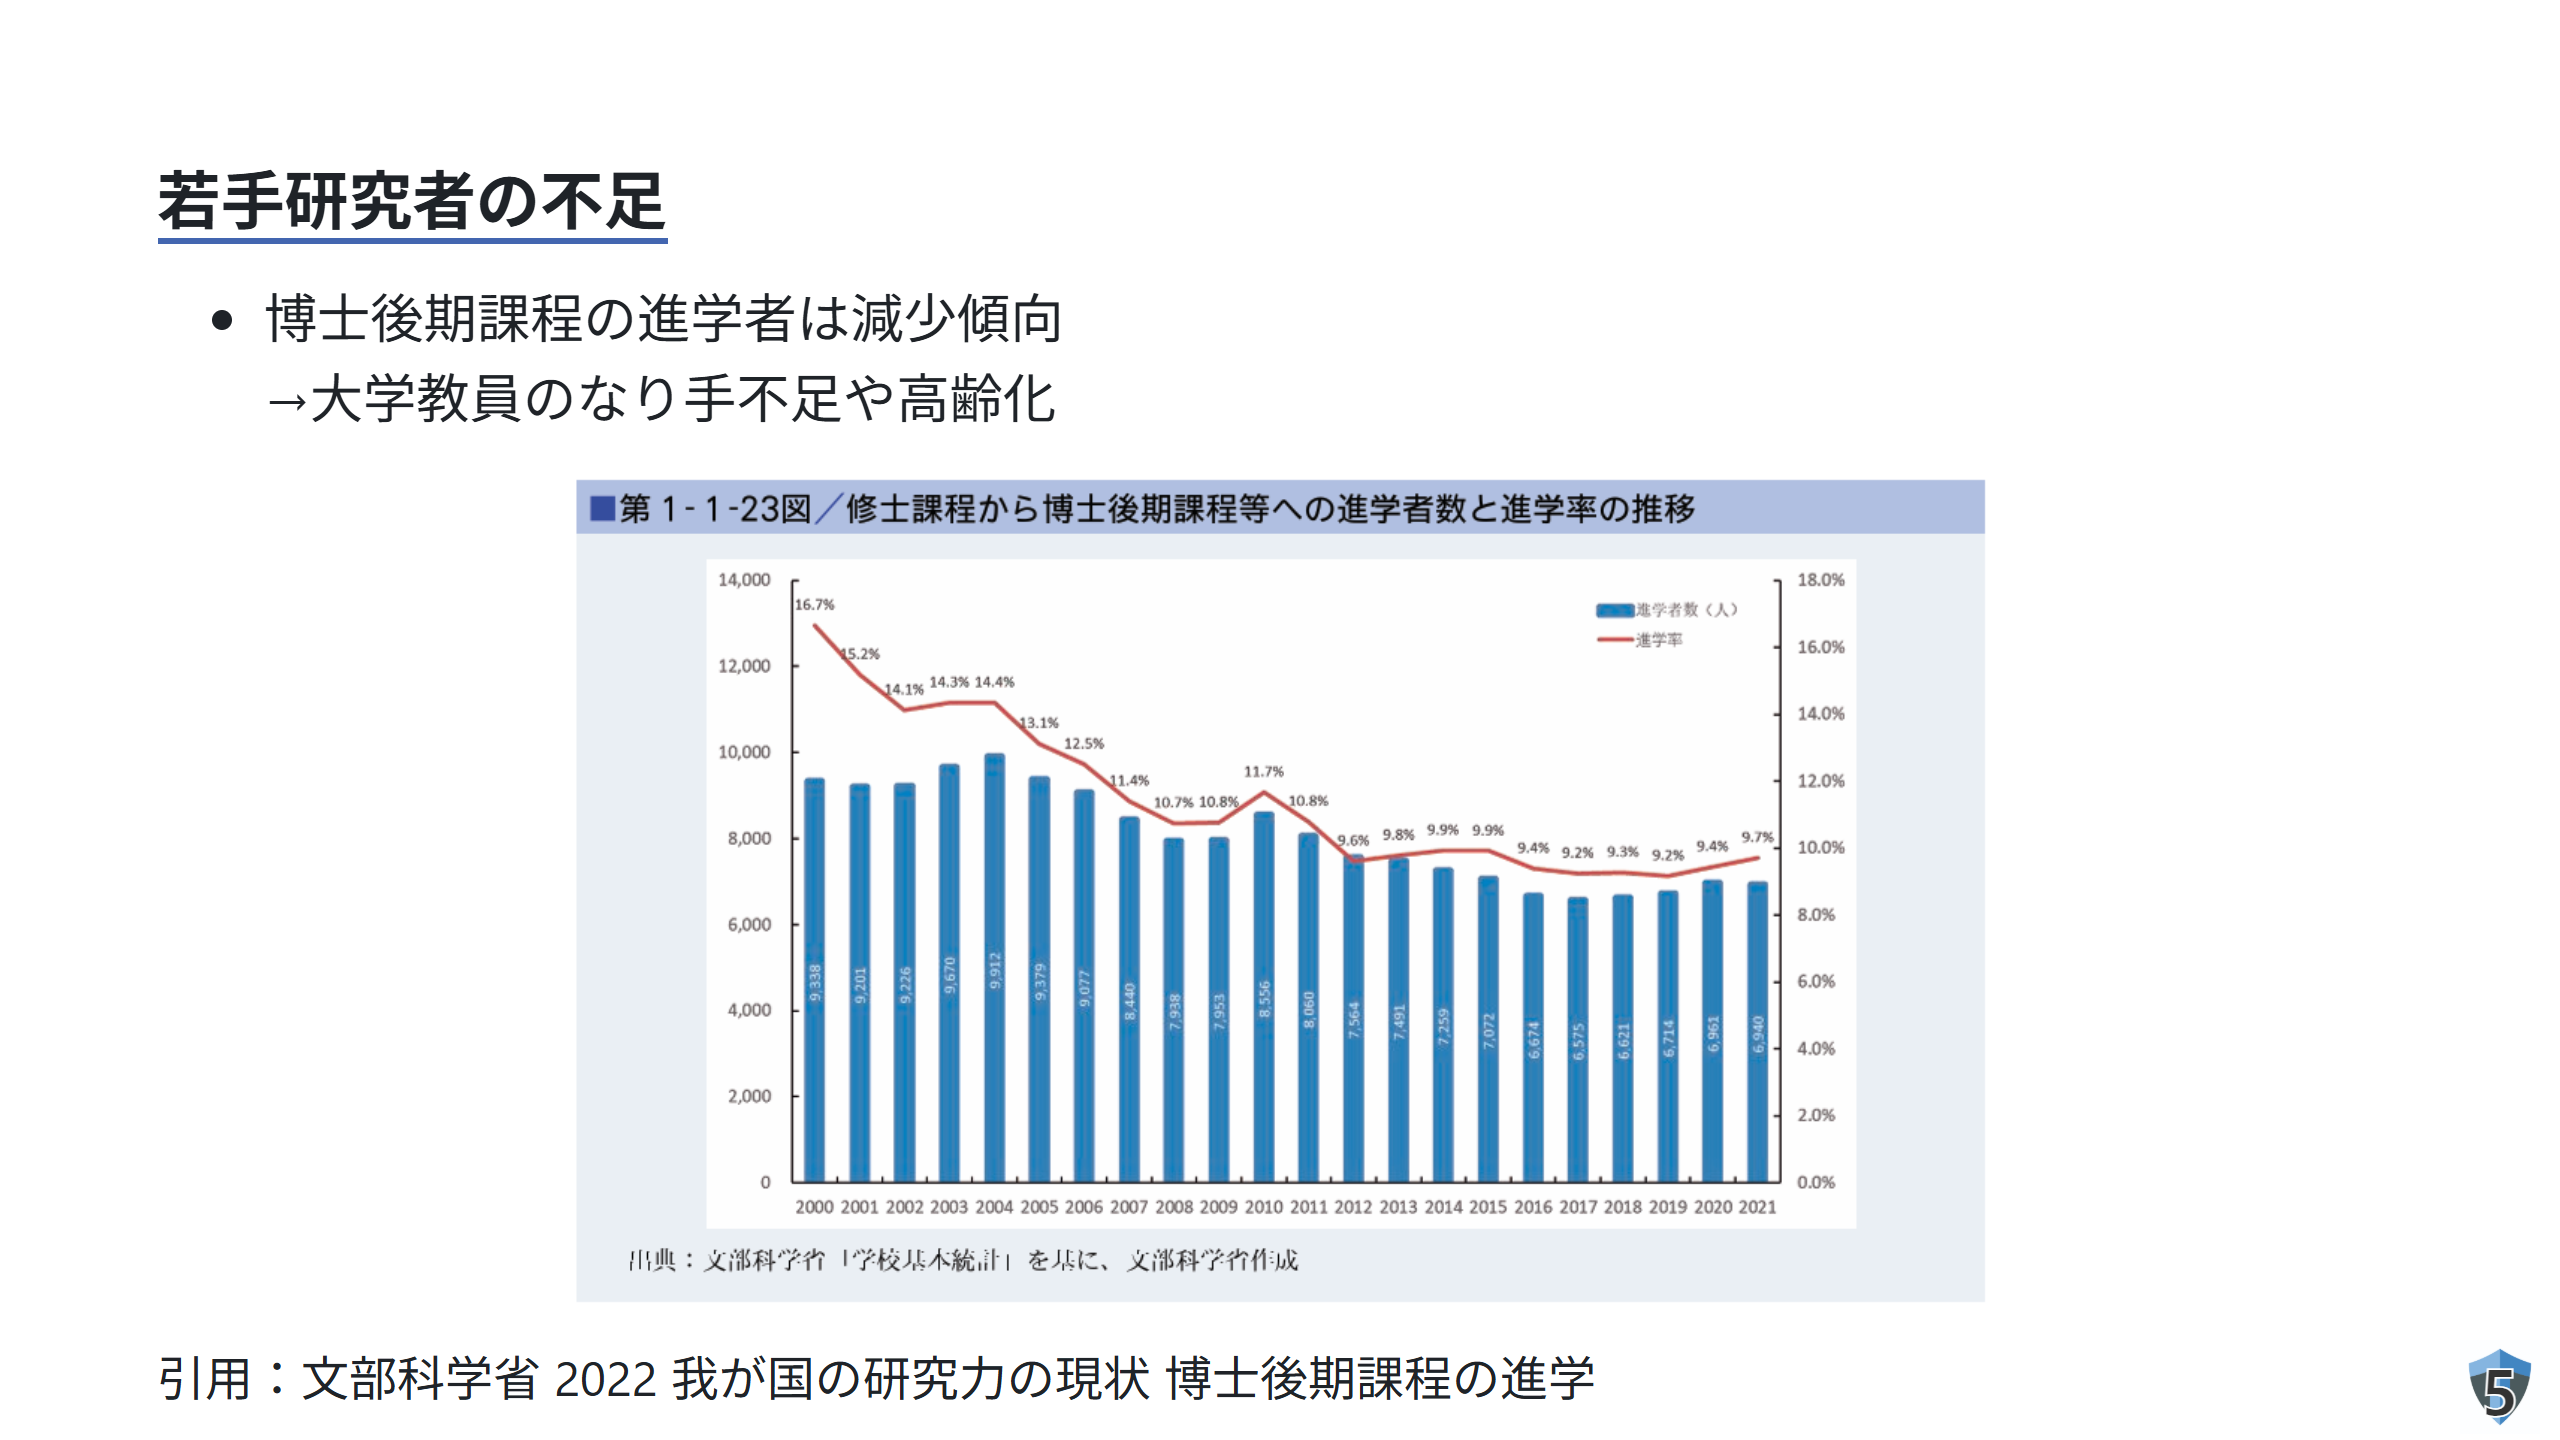 若手研究者の不足
• 博士後期課程の進学者は減少傾向
→大学教員のなり手不足や高齢化
■第1-1-23図／修士課程から博士後期課程等への進学者数と進学率の推移
14,000
12,000
10,000
8,000
6,000
4,000
2,000
0
18.0%
16.0%
14.0%
12.0%
10.0%
8.0%
6.0%
4.0%
2.0%
0.0%
進学者数（人）
進学率
16.7% 15.2% 14.1% 14.3% 14.4% 13.1% 12.5% 11.4% 10.7% 10.8% 11.7% 10.8% 9.6% 9.8% 9.9% 9.9% 9.4% 9.2% 9.3% 9.2% 9.4% 9.7%
9,338 9,201 9,226 9,670 9,912 9,379 9,077 8,440 7,938 7,953 8,556 8,060 7,564 7,491 7,259 7,072 6,674 6,575 6,621 6,714 6,961 6,940
2000 2001 2002 2003 2004 2005 2006 2007 2008 2009 2010 2011 2012 2013 2014 2015 2016 2017 2018 2019 2020 2021
出典：文部科学省「学校基本統計」を基に、文部科学省作成
引用：文部科学省 2022 我が国の研究力の現状 博士後期課程の進学
5